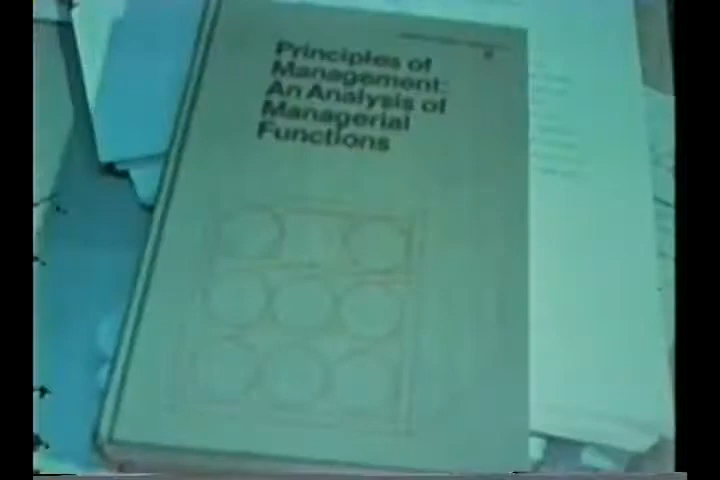 Principles of
Management:
An Analysis of
Managerial
Functions